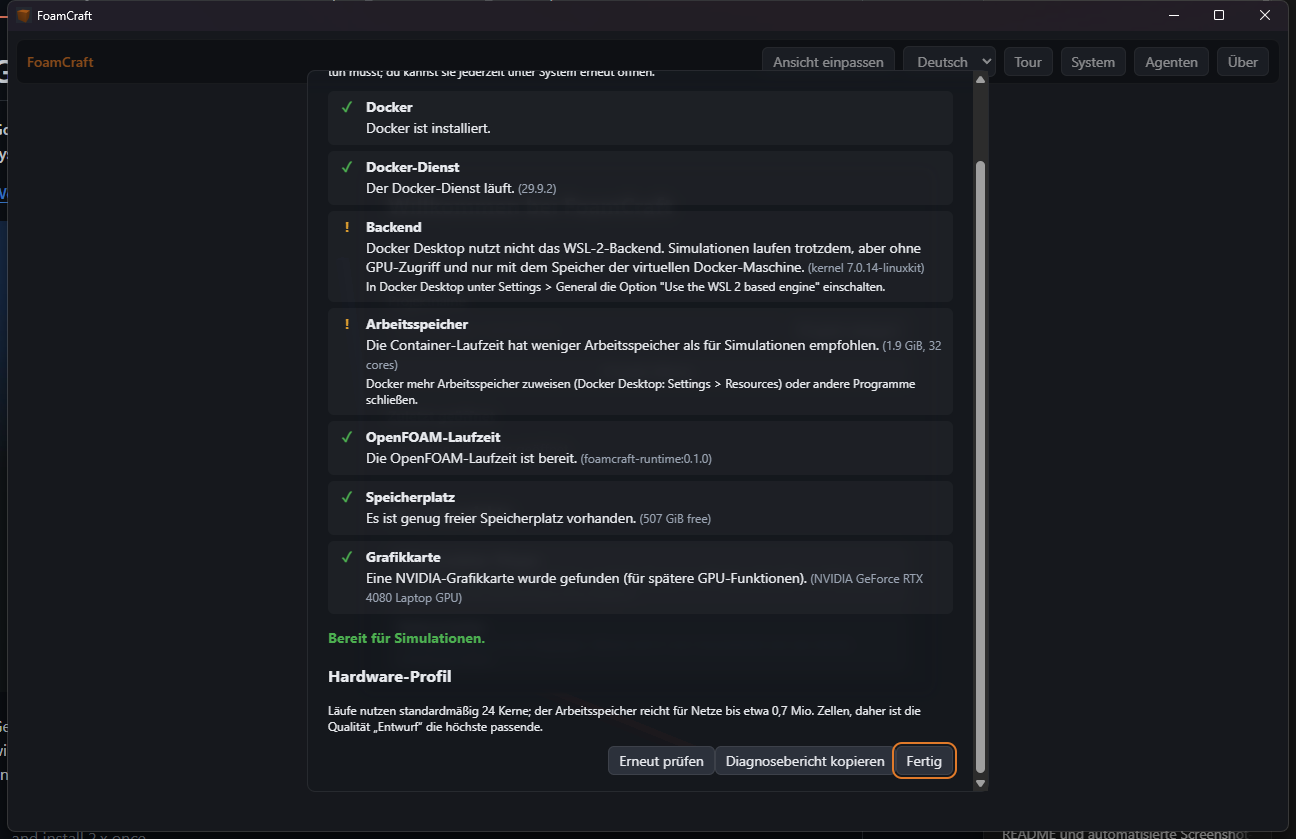 FoamCraft
FoamCraft
Ansicht einpassen
Deutsch
Tour
System
Agenten
Über
tun musst; du kannst sie jederzeit unter System erneut öffnen.
✓ Docker
Docker ist installiert.
✓ Docker-Dienst
Der Docker-Dienst läuft. (29.9.2)
! Backend
Docker Desktop nutzt nicht das WSL-2-Backend. Simulationen laufen trotzdem, aber ohne
GPU-Zugriff und nur mit dem Speicher der virtuellen Docker-Maschine. (kernel 7.0.14-linuxkit)
In Docker Desktop unter Settings > General die Option "Use the WSL 2 based engine" einschalten.
! Arbeitsspeicher
Die Container-Laufzeit hat weniger Arbeitsspeicher als für Simulationen empfohlen. (1.9 GiB, 32
cores)
Docker mehr Arbeitsspeicher zuweisen (Docker Desktop: Settings > Resources) oder andere Programme
schließen.
✓ OpenFOAM-Laufzeit
Die OpenFOAM-Laufzeit ist bereit. (foamcraft-runtime:0.1.0)
✓ Speicherplatz
Es ist genug freier Speicherplatz vorhanden. (507 GiB free)
✓ Grafikkarte
Eine NVIDIA-Grafikkarte wurde gefunden (für spätere GPU-Funktionen). (NVIDIA GeForce RTX
4080 Laptop GPU)
Bereit für Simulationen.
Hardware-Profil
Läufe nutzen standardmäßig 24 Kerne; der Arbeitsspeicher reicht für Netze bis etwa 0,7 Mio. Zellen, daher ist die
Qualität „Entwurf“ die höchste passende.
Erneut prüfen
Diagnosebericht kopieren
Fertig
and install 2.x once
README und automatisierte Screenshot